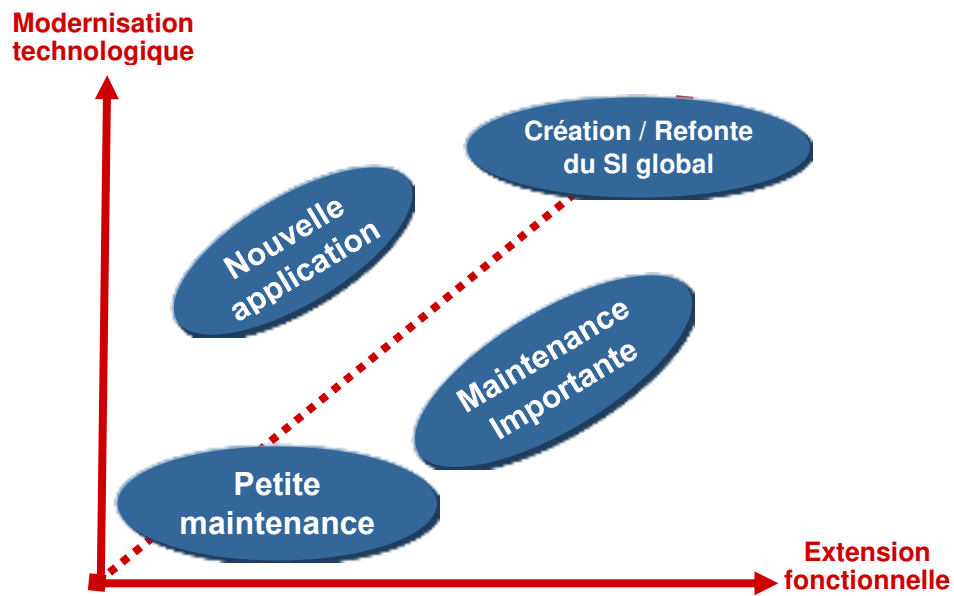 Modernisation
technologique
Création / Refonte
du SI global
Nouvelle
application
Maintenance
Importante
Petite
maintenance
Extension
fonctionnelle